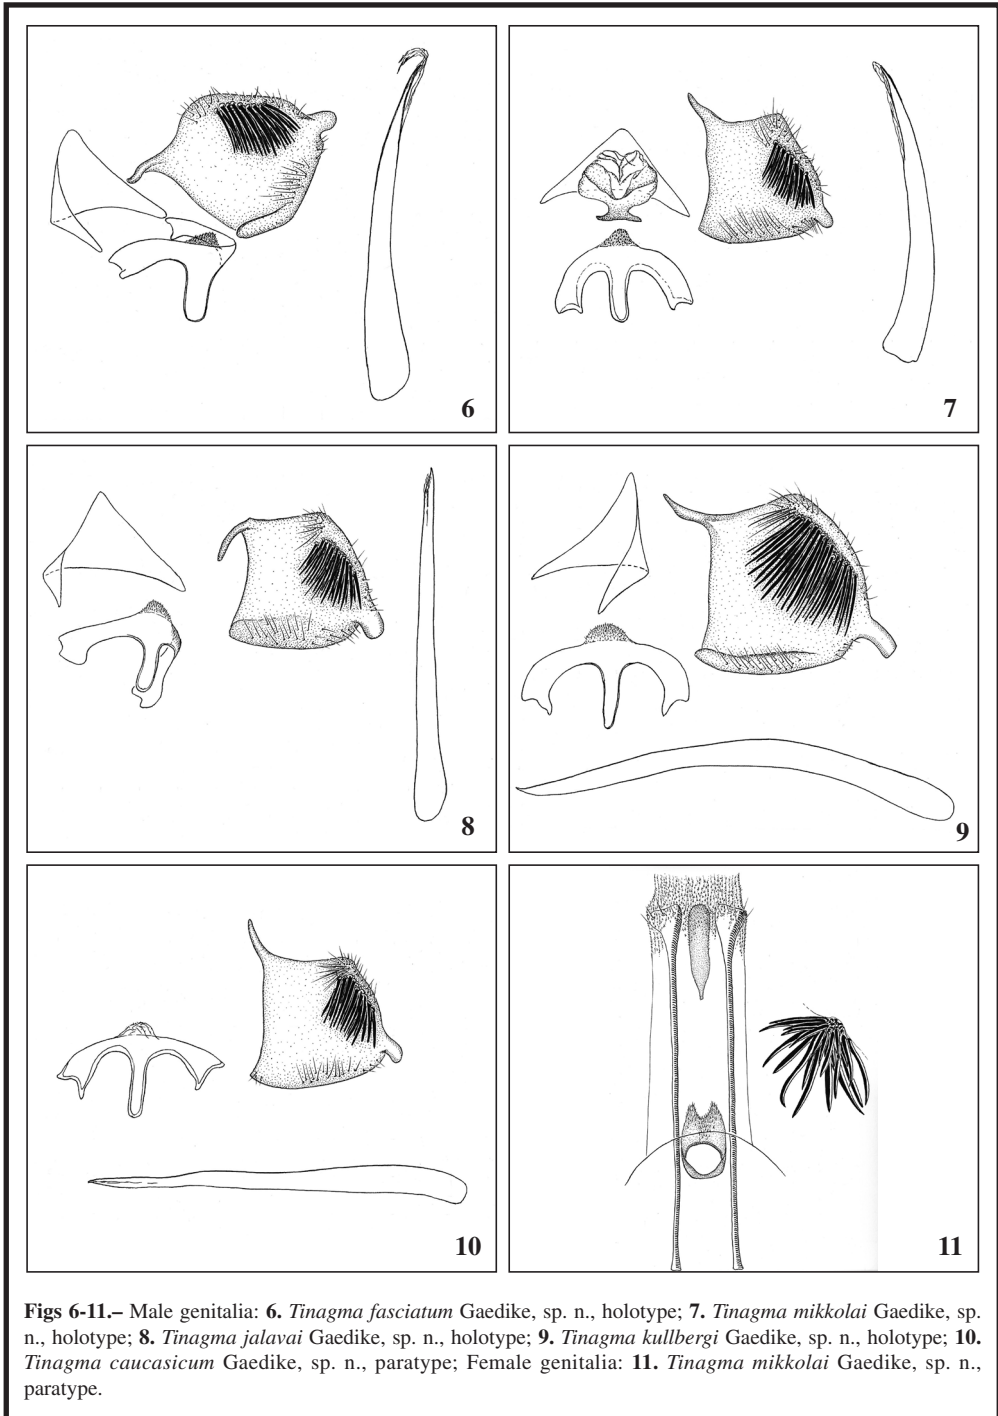 6
7
8
9
10
11
Figs 6-11.– Male genitalia: 6. Tinagma fasciatum Gaedike, sp. n., holotype; 7. Tinagma mikkolai Gaedike, sp.
n., holotype; 8. Tinagma jalavai Gaedike, sp. n., holotype; 9. Tinagma kullbergi Gaedike, sp. n., holotype; 10.
Tinagma caucasicum Gaedike, sp. n., paratype; Female genitalia: 11. Tinagma mikkolai Gaedike, sp. n.,
paratype.